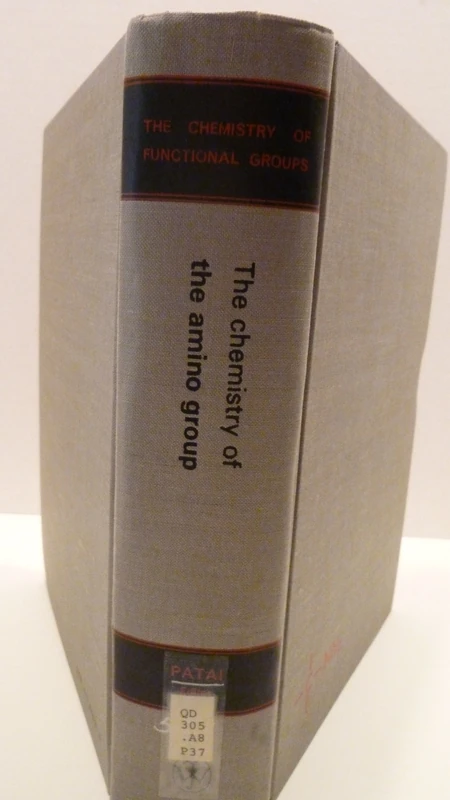 THE CHEMISTRY OF
FUNCTIONAL GROUPS
The chemistry of
the amino group
PATAI
QD
305
.A8
P37